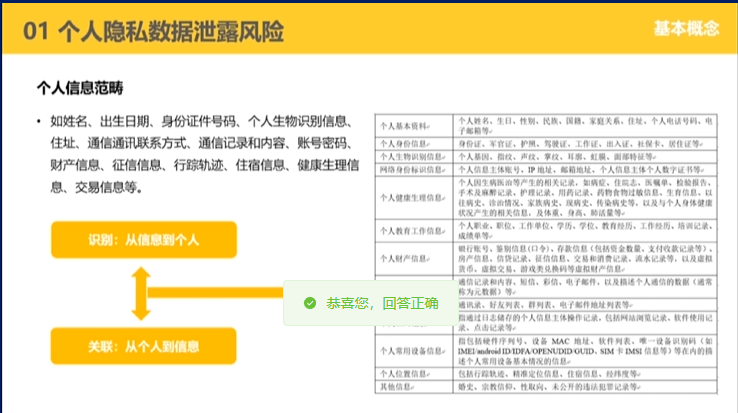 01 个人隐私数据泄露风险
基本概念
个人信息范畴
• 如姓名、出生日期、身份证件号码、个人生物识别信息、
住址、通信通讯联系方式、通信记录和内容、账号密码、
财产信息、征信信息、行踪轨迹、住宿信息、健康生理信
息、交易信息等。
识别：从信息到个人
关联：从个人到信息
个人基本资料
个人姓名、生日、性别、民族、国籍、家庭关系、住址、个人电话号码、电
子邮箱等
个人身份信息
身份证、军官证、护照、驾驶证、工作证、出入证、社保卡、居住证等
个人生物识别信息
个人基因、指纹、声纹、掌纹、耳廓、虹膜、面部特征等
网络身份标识信息
个人信息主体账号、IP 地址、邮箱地址、个人信息主体个人数字证书等
个人健康生理信息
个人因生病医治等产生的相关记录，如病症、住院志、医嘱单、检验报告、
手术及麻醉记录、护理记录、用药记录、药物食物过敏信息、生育信息、以
往病史、诊治情况、家族病史、现病史、传染病史等，以及与个人身体健康
状况产生的相关信息，及体重、身高、肺活量等
个人教育工作信息
个人职业、职位、工作单位、学历、学位、教育经历、工作经历、培训记录、
成绩单等
个人财产信息
银行账号、鉴别信息(口令)、存款信息（包括资金数量、支付收款记录等）、
房产信息、信贷记录、征信信息、交易和消费记录、流水记录等，以及虚拟
货币、虚拟交易、游戏类兑换码等虚拟财产信息
通信记录和内容、短信、彩信、电子邮件，以及描述个人通信的数据（通常
称为元数据）等
通讯录、好友列表、群列表、电子邮件地址列表等
指通过日志储存的个人信息主体操作记录，包括网站浏览记录、软件使用记
录、点击记录等
个人常用设备信息
指包括硬件序列号、设备 MAC 地址、软件列表、唯一设备识别码（如
IMEI/android ID/IDFA/OPENUDID/GUID、SIM 卡 IMSI 信息等）等在内的描
述个人常用设备基本情况的信息
个人位置信息
包括行踪轨迹、精准定位信息、住宿信息、经纬度等
其他信息
婚史、宗教信仰、性取向、未公开的违法犯罪记录等
恭喜您，回答正确